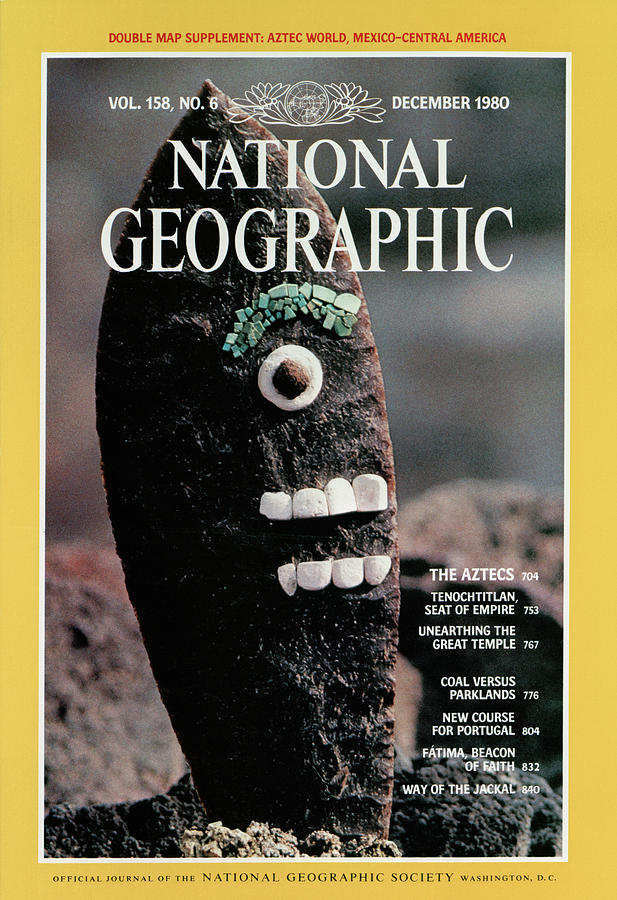 DOUBLE MAP SUPPLEMENT: AZTEC WORLD, MEXICO–CENTRAL AMERICA
VOL. 158, NO. 6
DECEMBER 1980
NATIONAL
GEOGRAPHIC
THE AZTECS 704
TENOCHTITLAN,
SEAT OF EMPIRE 753
UNEARTHING THE
GREAT TEMPLE 767
COAL VERSUS
PARKLANDS 776
NEW COURSE
FOR PORTUGAL 804
FÁTIMA, BEACON
OF FAITH 832
WAY OF THE JACKAL 840
OFFICIAL JOURNAL OF THE NATIONAL GEOGRAPHIC SOCIETY WASHINGTON, D.C.